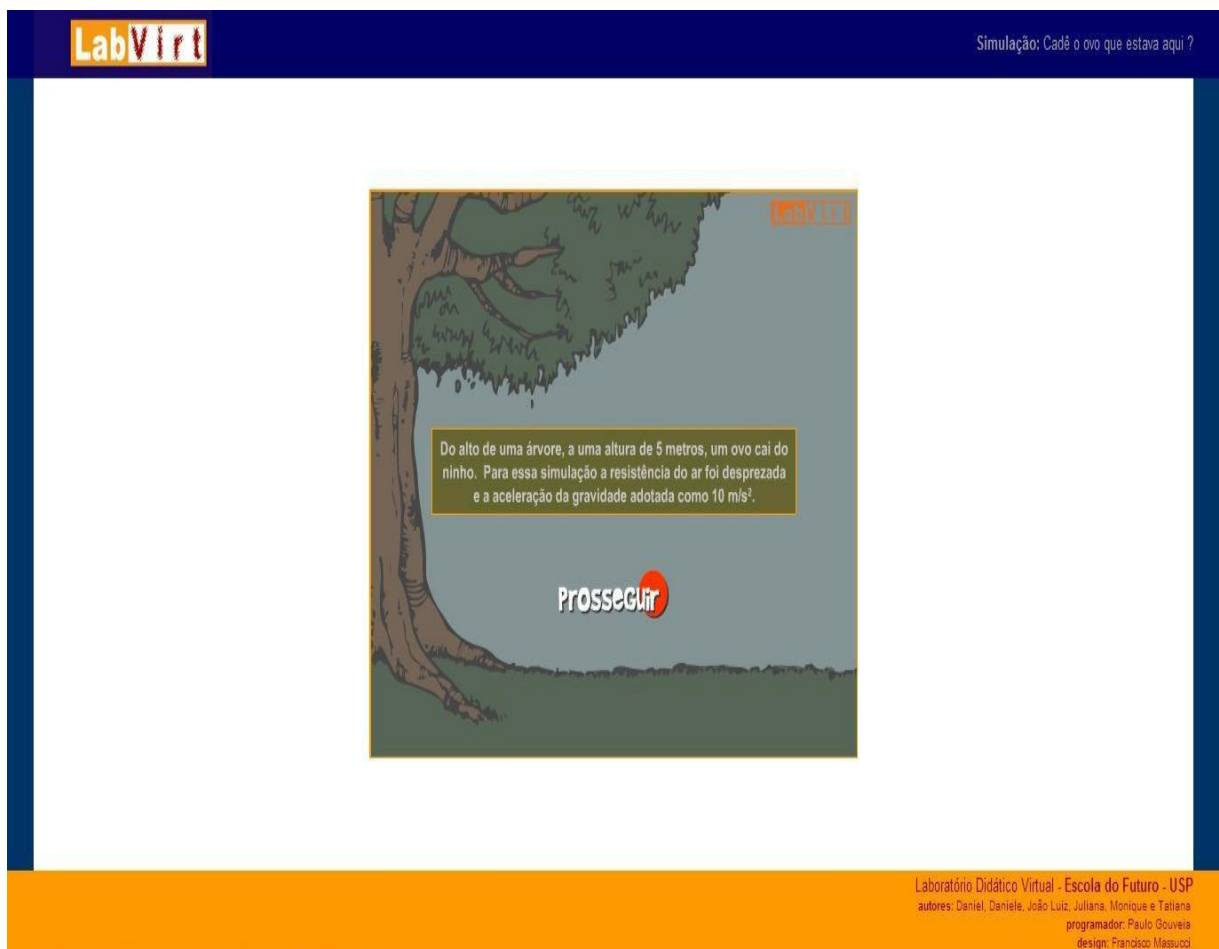 LabVirt
Simulação: Cadê o ovo que estava aqui ?
LabVirt
Do alto de uma árvore, a uma altura de 5 metros, um ovo cai do
ninho. Para essa simulação a resistência do ar foi desprezada
e a aceleração da gravidade adotada como 10 m/s².
Prosseguir
Laboratório Didático Virtual - Escola do Futuro - USP
autores: Daniel, Daniele, João Luiz, Juliana, Monique e Tatiana
programador: Paulo Gouveia
design: Francisco Massucci